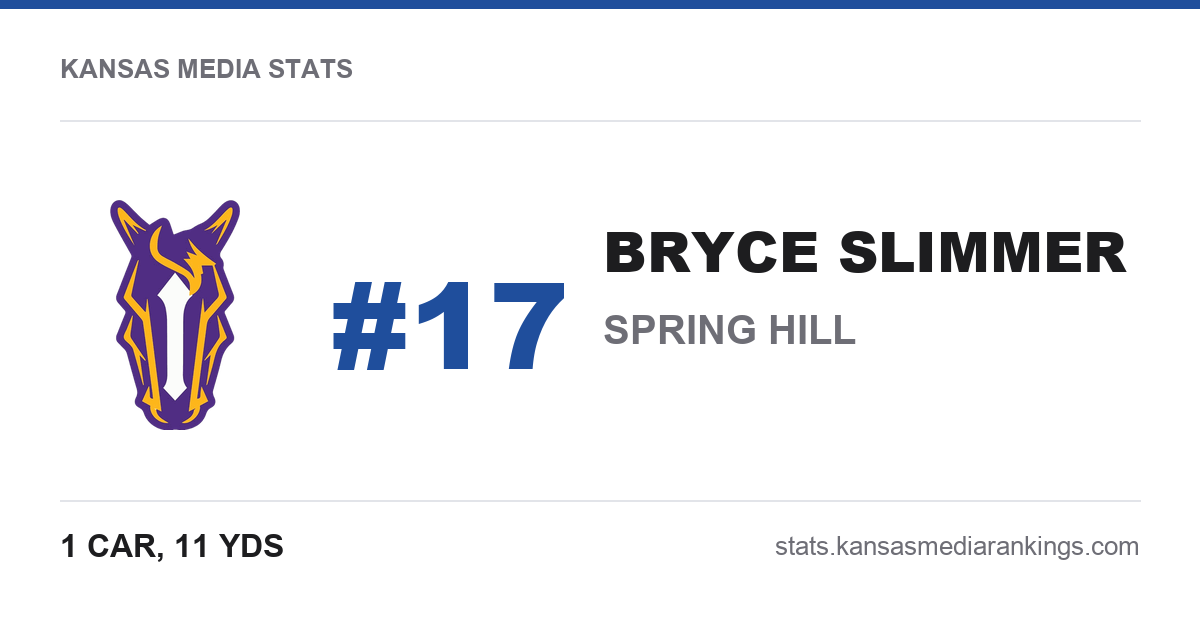 KANSAS MEDIA STATS
#17
BRYCE SLIMMER
SPRING HILL
1 CAR, 11 YDS
stats.kansasmediarankings.com